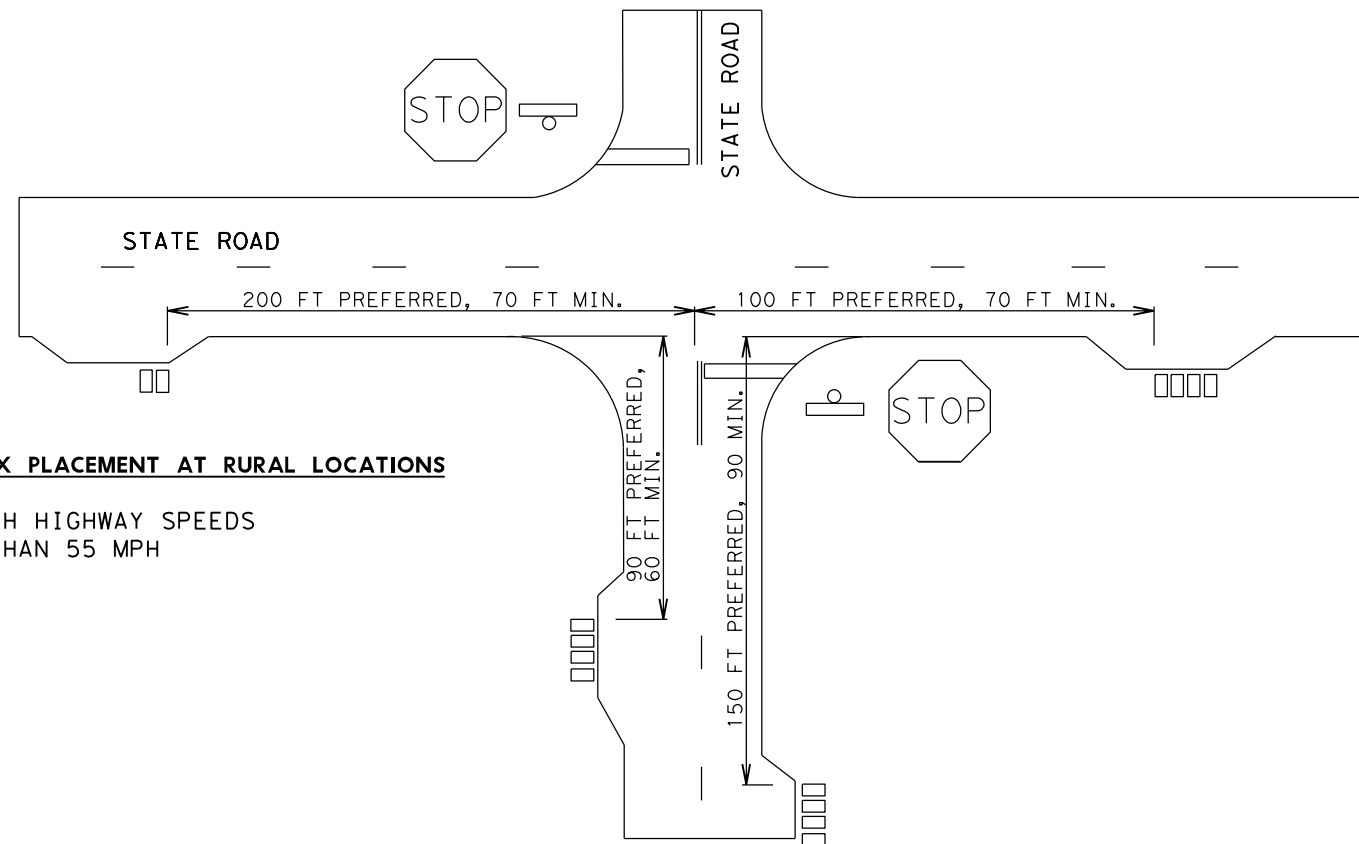 STATE ROAD
STOP
STATE ROAD
200 FT PREFERRED, 70 FT MIN.
100 FT PREFERRED, 70 FT MIN.
STOP
90 FT PREFERRED,
60 FT MIN.
150 FT PREFERRED, 90 MIN.
X PLACEMENT AT RURAL LOCATIONS
H HIGHWAY SPEEDS
HAN 55 MPH